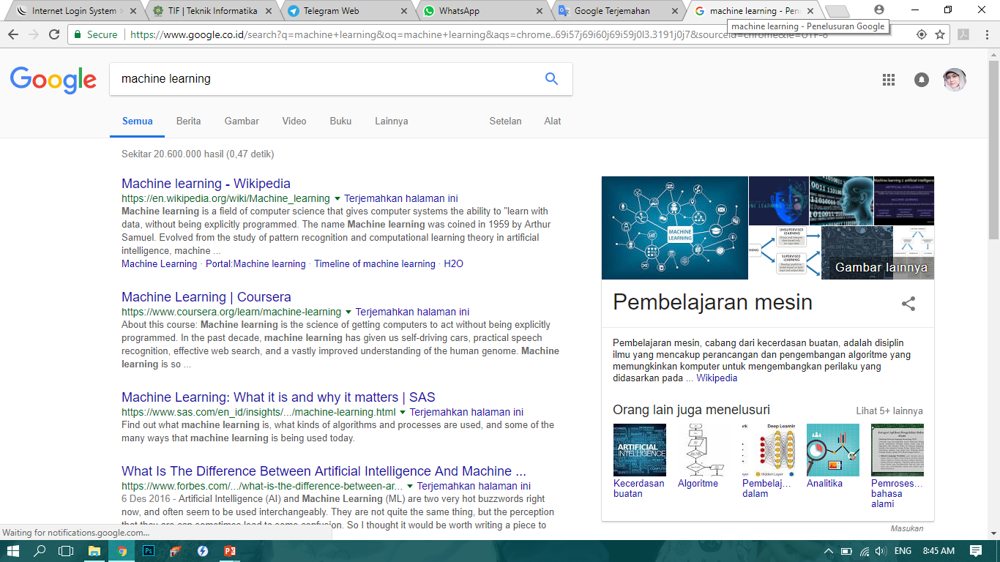 Internet Login System >
TIF | Teknik Informatika
Telegram Web
WhatsApp
Google Terjemahan
machine learning - Pen
Secure
https://www.google.co.id/search?q=machine+learning&oq=machine+learning&aqs=chrome..69i57j69i60j69i59j0l3.3191j0j7&sourceid=chrome&ie=UTF-8
machine learning - Penelusuran Google
Google
machine learning
Semua
Berita
Gambar
Video
Buku
Lainnya
Setelan
Alat
Sekitar 20.600.000 hasil (0,47 detik)
Machine learning - Wikipedia
https://en.wikipedia.org/wiki/Machine_learning ▼ Terjemahkan halaman ini
Machine learning is a field of computer science that gives computer systems the ability to "learn with
data, without being explicitly programmed. The name Machine learning was coined in 1959 by Arthur
Samuel. Evolved from the study of pattern recognition and computational learning theory in artificial
intelligence, machine ...
Machine Learning · Portal:Machine learning · Timeline of machine learning · H2O
Machine Learning | Coursera
https://www.coursera.org/learn/machine-learning ▼ Terjemahkan halaman ini
About this course: Machine learning is the science of getting computers to act without being explicitly
programmed. In the past decade, machine learning has given us self-driving cars, practical speech
recognition, effective web search, and a vastly improved understanding of the human genome. Machine
learning is so ...
Machine Learning: What it is and why it matters | SAS
https://www.sas.com/en_id/insights/.../machine-learning.html ▼ Terjemahkan halaman ini
Find out what machine learning is, what kinds of algorithms and processes are used, and some of the
many ways that machine learning is being used today.
What Is The Difference Between Artificial Intelligence And Machine ...
https://www.forbes.com/.../what-is-the-difference-between-ar... ▼ Terjemahkan halaman ini
6 Des 2016 - Artificial Intelligence (AI) and Machine Learning (ML) are two very hot buzzwords right
now, and often seem to be used interchangeably. They are not quite the same thing, but the perception
that they are can sometimes lead to some confusion. So I thought it would be worth writing a piece to
MACHINE
LEARNING
UNSUPERVISED
LEARNING
SUPERVISED
LEARNING
Gambar lainnya
Pembelajaran mesin
Pembelajaran mesin, cabang dari kecerdasan buatan, adalah disiplin
ilmu yang mencakup perancangan dan pengembangan algoritme yang
memungkinkan komputer untuk mengembangkan perilaku yang
didasarkan pada ... Wikipedia
Orang lain juga menelusuri
Lihat 5+ lainnya
ARTIFICIAL
INTELLIGENCE
Deep Learnin
Hidden Layer
Kecerdasan
buatan
Algoritme
Pembelaj...
dalam
Analitika
Pemroses...
bahasa
alami
Masukan
Waiting for notifications.google.com...
Ps
ENG
8:45 AM